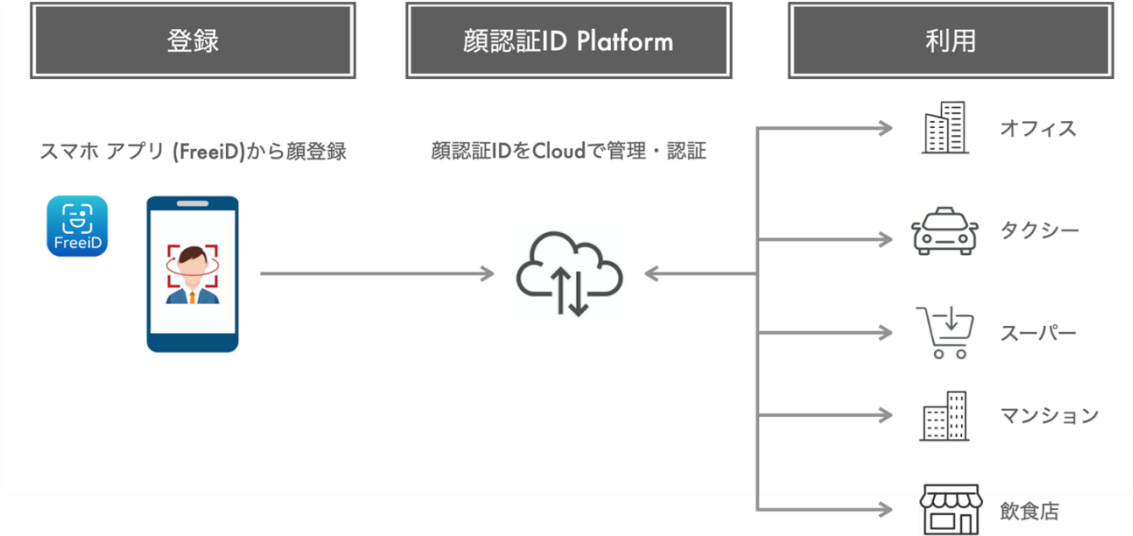 登録
顔認証ID Platform
利用
スマホ アプリ (FreeiD)から顔登録
顔認証IDをCloudで管理・認証
FreeiD
オフィス
タクシー
スーパー
マンション
飲食店